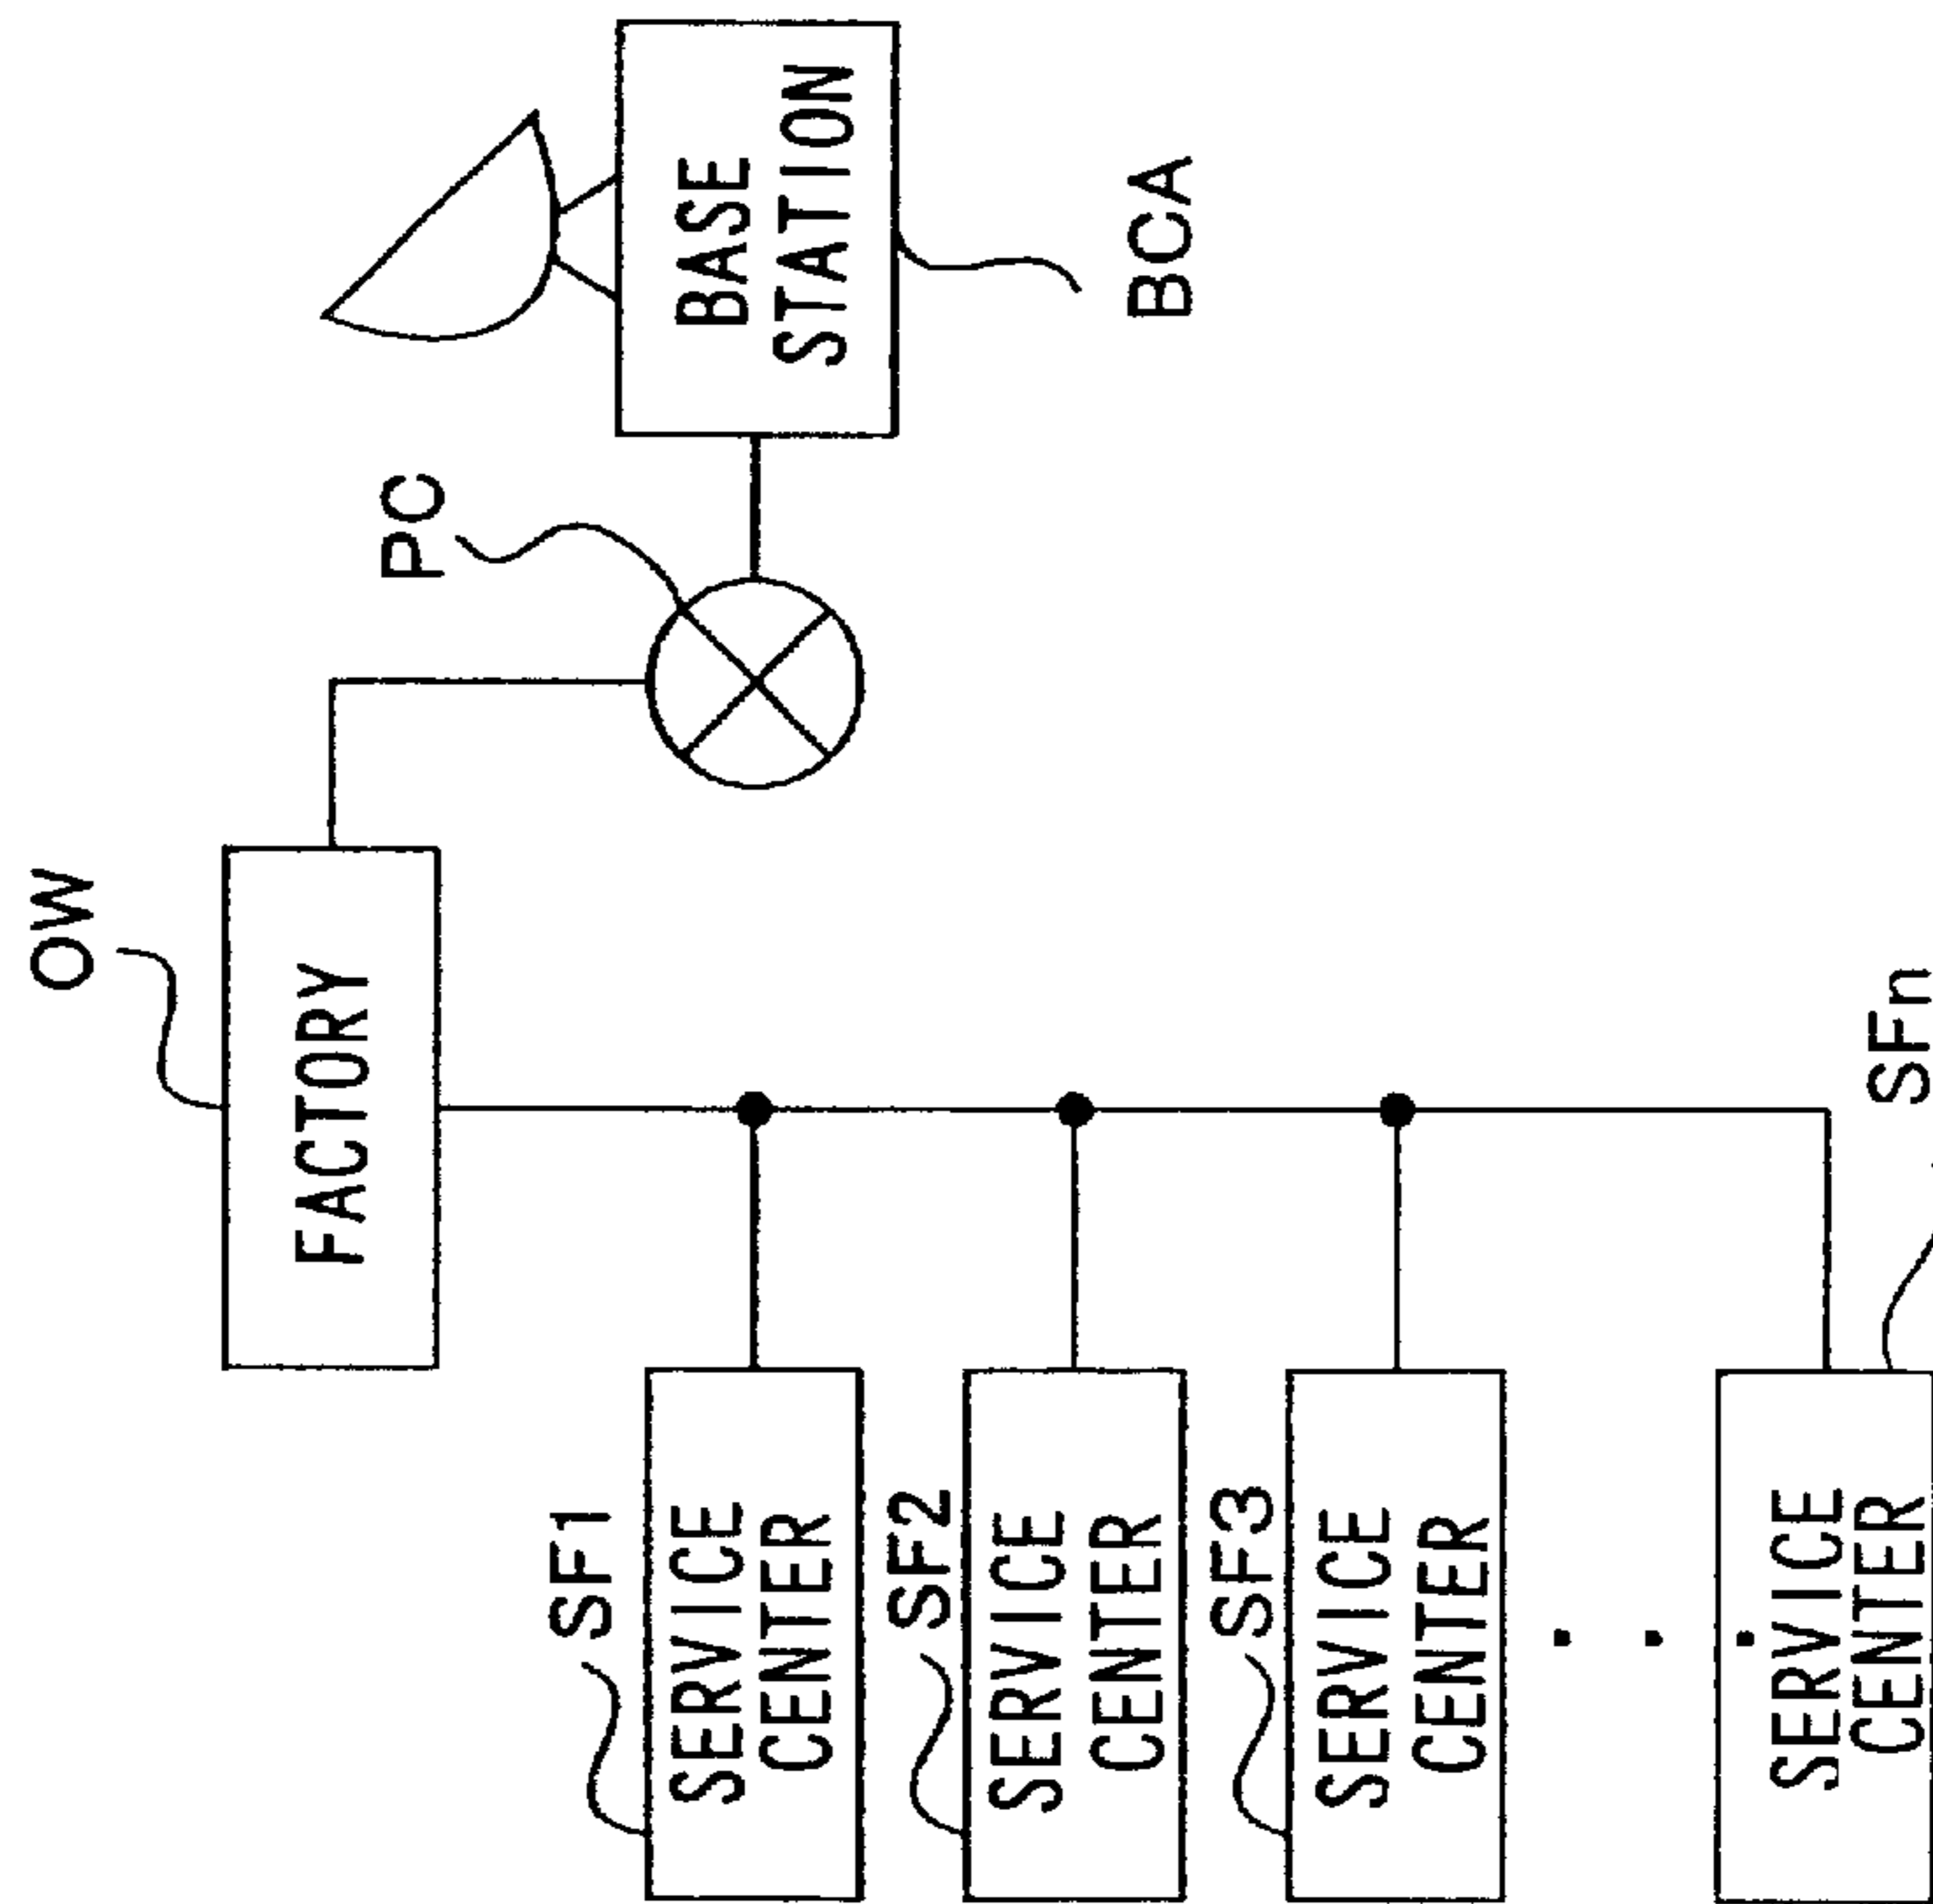 OW
FACTORY
PC
BASE
STATION
BCA
SF1
SERVICE
CENTER
SF2
SERVICE
CENTER
SF3
SERVICE
CENTER
SFn
SERVICE
CENTER